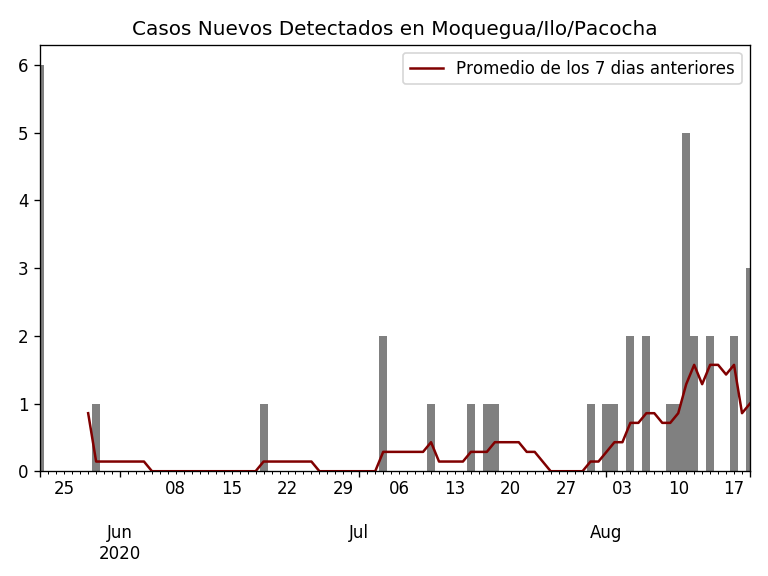 Casos Nuevos Detectados en Moquegua/Ilo/Pacocha
Promedio de los 7 dias anteriores
6
5
4
3
2
1
0
25 08 15 22 29 06 13 20 27 03 10 17
Jun Jul Aug
2020